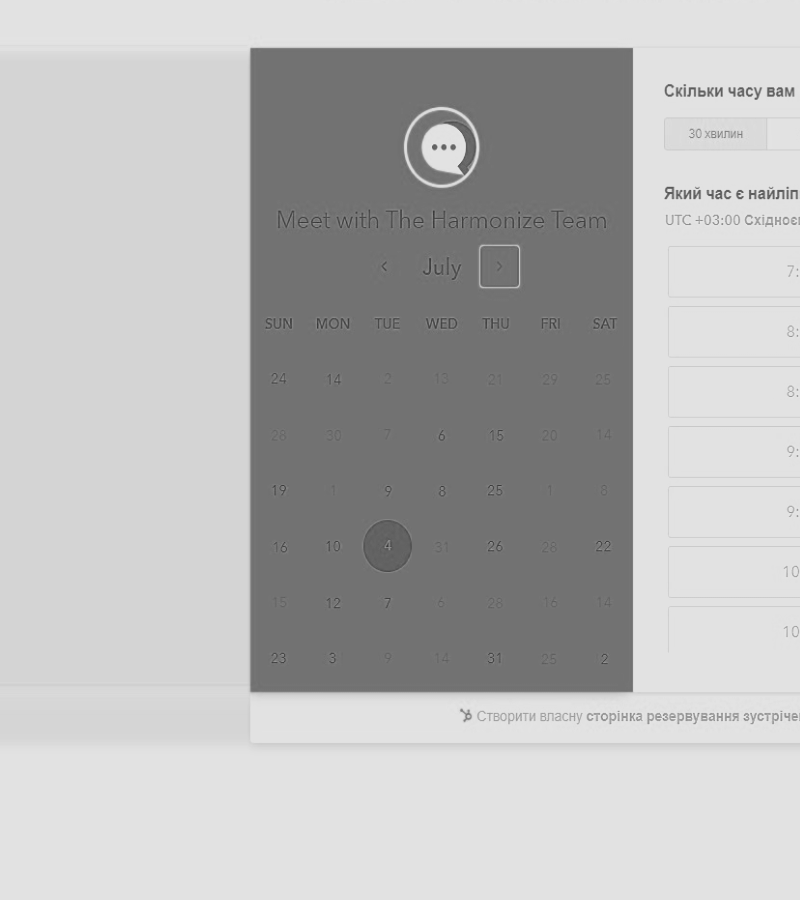 Meet with The Harmonize Team
July
SUN MON TUE WED THU FRI SAT
24 14 2 13 21 29 25
28 30 7 6 15 20 14
19 1 9 8 25 1 8
16 10 4 31 26 28 22
15 12 7 6 28 16 14
23 3 9 14 31 25 2
Скільки часу вам
30 хвилин
Який час є найліп
UTC +03:00 Східноє
7:
8:
8:
9:
9:
10
10
Створити власну сторінка резервування зустріче